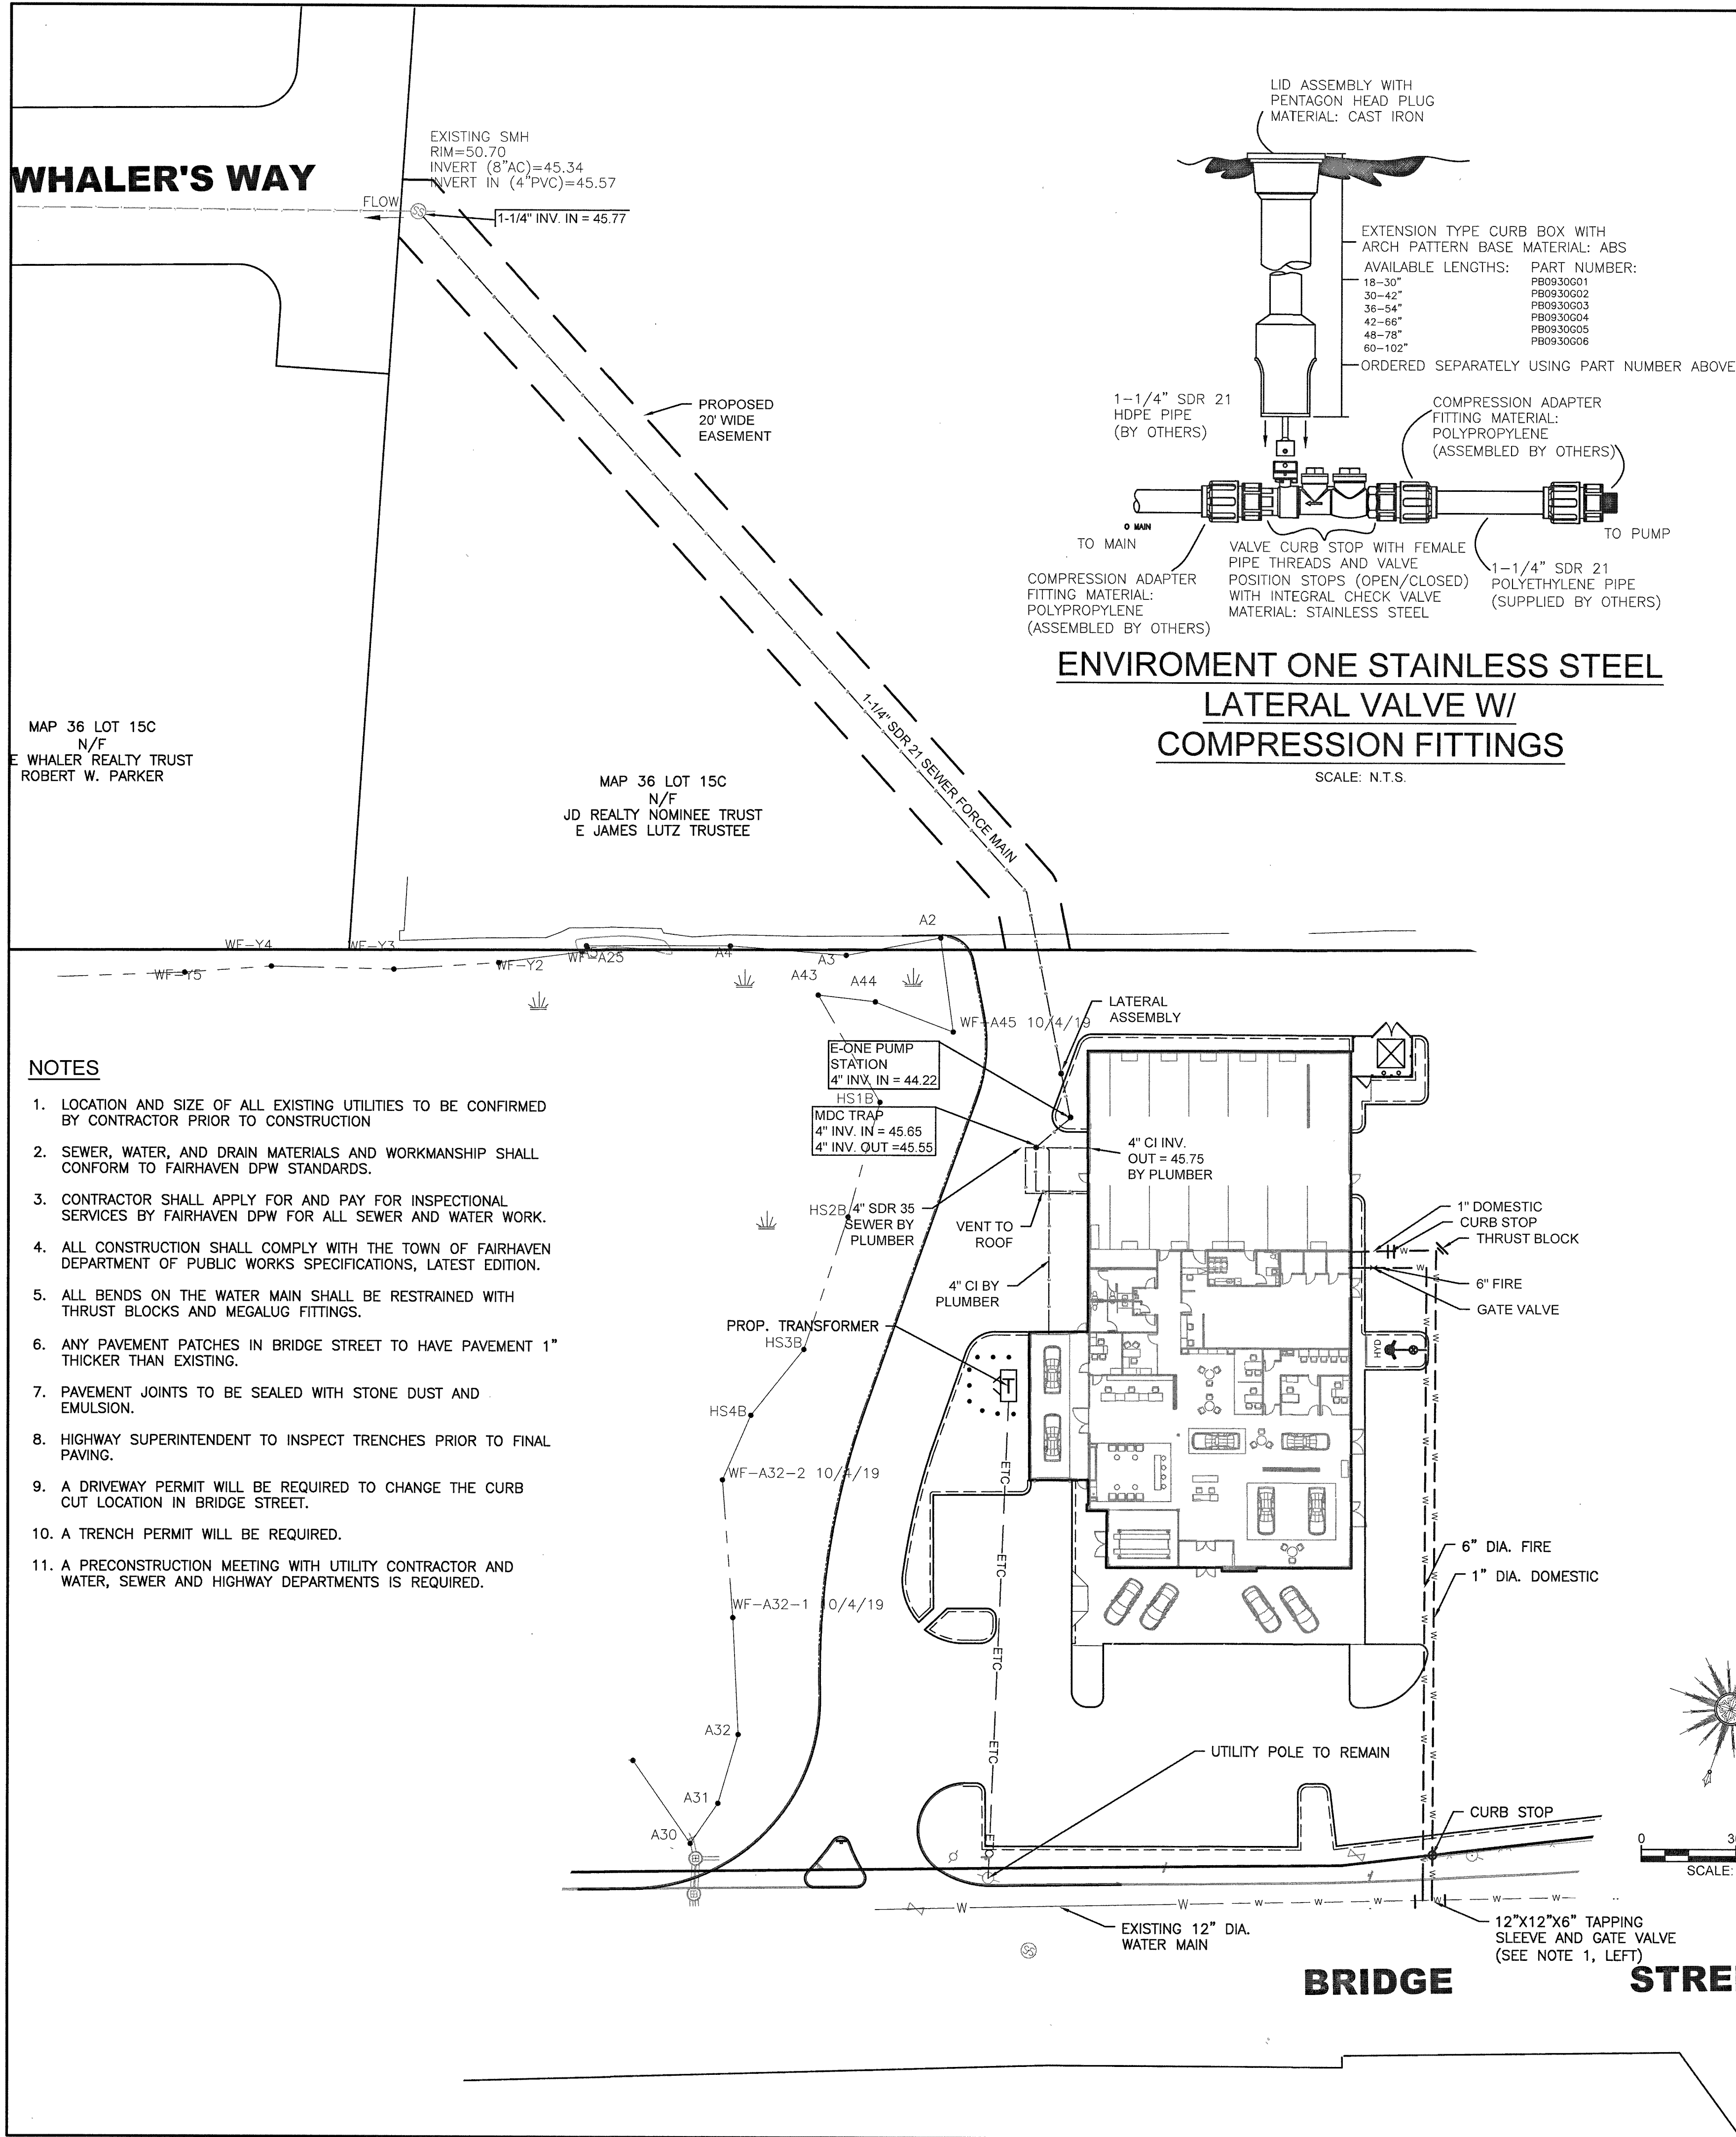 WHALER'S WAY
FLOW
SS
EXISTING SMH
RIM=50.70
INVERT (8"AC)=45.34
INVERT IN (4"PVC)=45.57
1-1/4" INV. IN = 45.77
PROPOSED
20' WIDE
EASEMENT
1-1/4" SDR 21 SEWER FORCE MAIN
MAP 36 LOT 15C
N/F
E WHALER REALTY TRUST
ROBERT W. PARKER
MAP 36 LOT 15C
N/F
JD REALTY NOMINEE TRUST
E JAMES LUTZ TRUSTEE
LID ASSEMBLY WITH
PENTAGON HEAD PLUG
MATERIAL: CAST IRON
EXTENSION TYPE CURB BOX WITH
ARCH PATTERN BASE MATERIAL: ABS
AVAILABLE LENGTHS: PART NUMBER:
18-30" PB0930G01
30-42" PB0930G02
36-54" PB0930G03
42-66" PB0930G04
48-78" PB0930G05
60-102" PB0930G06
ORDERED SEPARATELY USING PART NUMBER ABOVE
1-1/4" SDR 21
HDPE PIPE
(BY OTHERS)
COMPRESSION ADAPTER
FITTING MATERIAL:
POLYPROPYLENE
(ASSEMBLED BY OTHERS)
O MAIN
TO MAIN
TO PUMP
COMPRESSION ADAPTER
FITTING MATERIAL:
POLYPROPYLENE
(ASSEMBLED BY OTHERS)
VALVE CURB STOP WITH FEMALE
PIPE THREADS AND VALVE
POSITION STOPS (OPEN/CLOSED)
WITH INTEGRAL CHECK VALVE
MATERIAL: STAINLESS STEEL
1-1/4" SDR 21
POLYETHYLENE PIPE
(SUPPLIED BY OTHERS)
ENVIROMENT ONE STAINLESS STEEL
LATERAL VALVE W/
COMPRESSION FITTINGS
SCALE: N.T.S.
WF-Y5
WF-Y4
WF-Y3
WF-Y2
WF-A25
A4
A3
A2
A43
A44
WF-A45 10/4/19
LATERAL
ASSEMBLY
E-ONE PUMP
STATION
4" INV. IN = 44.22
HS1B
MDC TRAP
4" INV. IN = 45.65
4" INV. OUT =45.55
4" CI INV.
OUT = 45.75
BY PLUMBER
HS2B
4" SDR 35
SEWER BY
PLUMBER
VENT TO
ROOF
4" CI BY
PLUMBER
PROP. TRANSFORMER
T
HS3B
HS4B
WF-A32-2 10/4/19
WF-A32-1 10/4/19
A32
A31
A30
NOTES
1. LOCATION AND SIZE OF ALL EXISTING UTILITIES TO BE CONFIRMED
BY CONTRACTOR PRIOR TO CONSTRUCTION
2. SEWER, WATER, AND DRAIN MATERIALS AND WORKMANSHIP SHALL
CONFORM TO FAIRHAVEN DPW STANDARDS.
3. CONTRACTOR SHALL APPLY FOR AND PAY FOR INSPECTIONAL
SERVICES BY FAIRHAVEN DPW FOR ALL SEWER AND WATER WORK.
4. ALL CONSTRUCTION SHALL COMPLY WITH THE TOWN OF FAIRHAVEN
DEPARTMENT OF PUBLIC WORKS SPECIFICATIONS, LATEST EDITION.
5. ALL BENDS ON THE WATER MAIN SHALL BE RESTRAINED WITH
THRUST BLOCKS AND MEGALUG FITTINGS.
6. ANY PAVEMENT PATCHES IN BRIDGE STREET TO HAVE PAVEMENT 1"
THICKER THAN EXISTING.
7. PAVEMENT JOINTS TO BE SEALED WITH STONE DUST AND
EMULSION.
8. HIGHWAY SUPERINTENDENT TO INSPECT TRENCHES PRIOR TO FINAL
PAVING.
9. A DRIVEWAY PERMIT WILL BE REQUIRED TO CHANGE THE CURB
CUT LOCATION IN BRIDGE STREET.
10. A TRENCH PERMIT WILL BE REQUIRED.
11. A PRECONSTRUCTION MEETING WITH UTILITY CONTRACTOR AND
WATER, SEWER AND HIGHWAY DEPARTMENTS IS REQUIRED.
1" DOMESTIC
CURB STOP
THRUST BLOCK
6" FIRE
GATE VALVE
HYD
ETC
ETC
ETC
ETC
6" DIA. FIRE
1" DIA. DOMESTIC
UTILITY POLE TO REMAIN
CURB STOP
0 3
SCALE:
W W W W W W W
EXISTING 12" DIA.
WATER MAIN
12"X12"X6" TAPPING
SLEEVE AND GATE VALVE
(SEE NOTE 1, LEFT)
SS
BRIDGE STRE